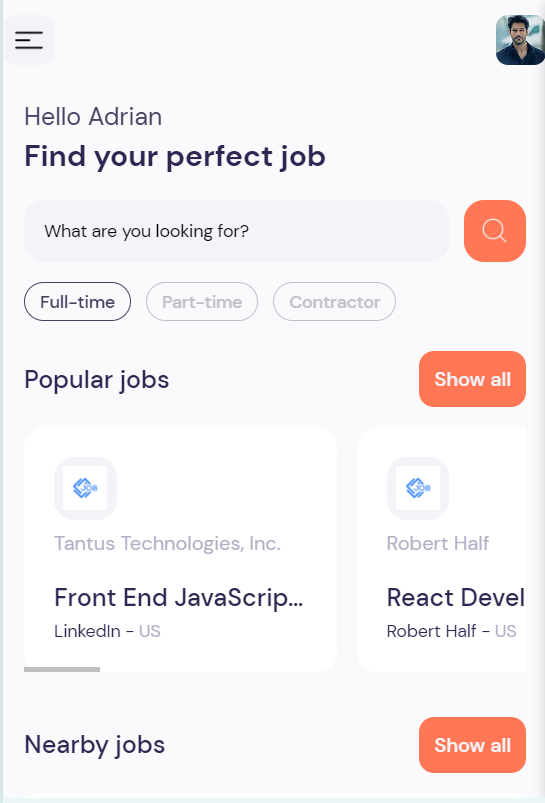 Hello Adrian
Find your perfect job
What are you looking for?
Full-time Part-time Contractor
Popular jobs Show all
JOB JOB
Tantus Technologies, Inc. Robert Half
Front End JavaScrip... React Devel
LinkedIn - US Robert Half - US
Nearby jobs Show all